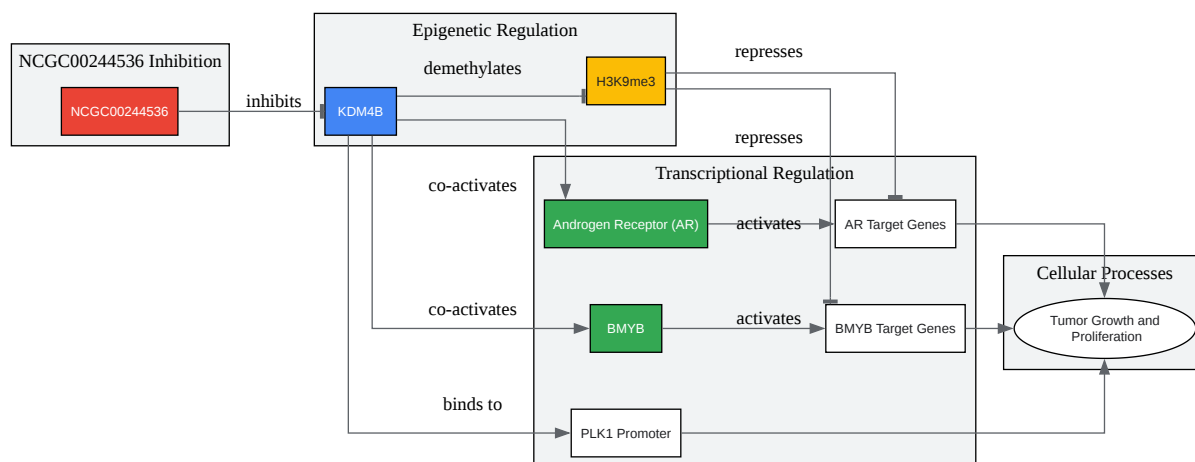 Epigenetic Regulation
represses
NCGC00244536 Inhibition
demethylates
H3K9me3
NCGC00244536
inhibits
KDM4B
represses
Transcriptional Regulation
co-activates
Androgen Receptor (AR)
activates
AR Target Genes
Cellular Processes
co-activates
BMYB
activates
BMYB Target Genes
Tumor Growth and
Proliferation
binds to
PLK1 Promoter